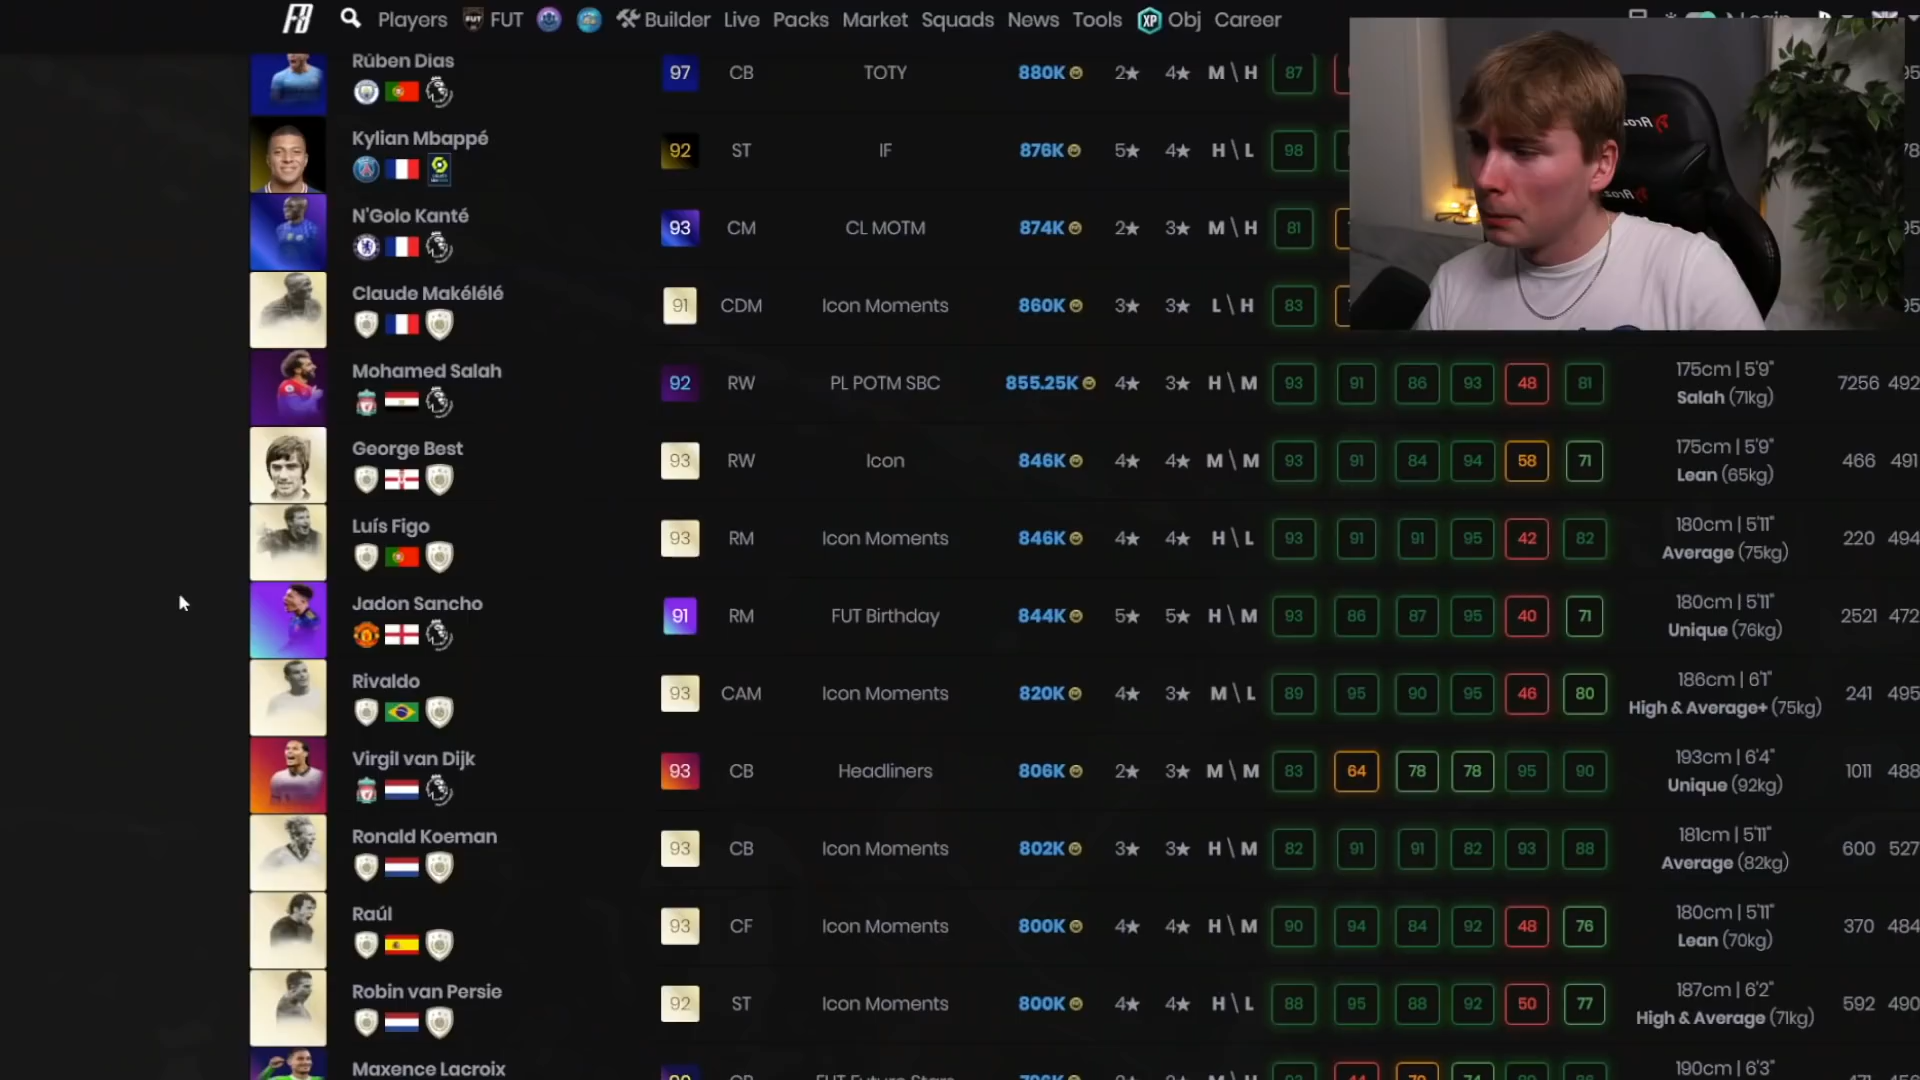 Players FUT Builder Live Packs Market Squads News Tools XP Obj Career
Rúben Dias 97 CB TOTY 880K 2★ 4★ M \ H 87
Kylian Mbappé 92 ST IF 876K 5★ 4★ H \ L 98
N'Golo Kanté 93 CM CL MOTM 874K 2★ 3★ M \ H 81
Claude Makélélé 91 CDM Icon Moments 860K 3★ 3★ L \ H 83
Mohamed Salah 92 RW PL POTM SBC 855.25K 4★ 3★ H \ M 93 91 86 93 48 81 175cm | 5'9" 7256 492
Salah (71kg)
George Best 93 RW Icon 846K 4★ 4★ M \ M 93 91 84 94 58 71 175cm | 5'9" 466 491
Lean (65kg)
Luís Figo 93 RM Icon Moments 846K 4★ 4★ H \ L 93 91 91 95 42 82 180cm | 5'11" 220 494
Average (75kg)
Jadon Sancho 91 RM FUT Birthday 844K 5★ 5★ H \ M 93 86 87 95 40 71 180cm | 5'11" 2521 472
Unique (76kg)
Rivaldo 93 CAM Icon Moments 820K 4★ 3★ M \ L 89 95 90 95 46 80 186cm | 6'1" 241 495
High & Average+ (75kg)
Virgil van Dijk 93 CB Headliners 806K 2★ 3★ M \ M 83 64 78 78 95 90 193cm | 6'4" 1011 488
Unique (92kg)
Ronald Koeman 93 CB Icon Moments 802K 3★ 3★ H \ M 82 91 91 82 93 88 181cm | 5'11" 600 527
Average (82kg)
Raúl 93 CF Icon Moments 800K 4★ 4★ H \ M 90 94 84 92 48 76 180cm | 5'11" 370 484
Lean (70kg)
Robin van Persie 92 ST Icon Moments 800K 4★ 4★ H \ L 88 95 88 92 50 77 187cm | 6'2" 592 490
High & Average (71kg)
Maxence Lacroix 190cm | 6'3"